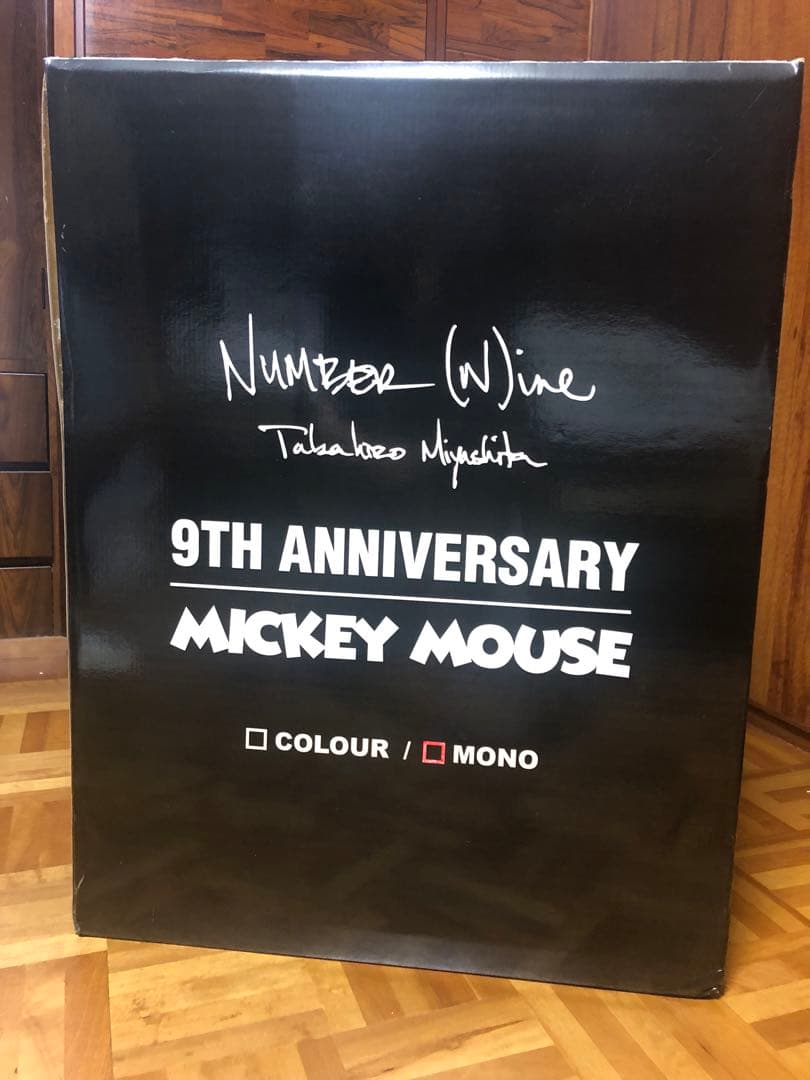 NUMBER (N)ine
Takahiro Miyashita
9TH ANNIVERSARY
MICKEY MOUSE
☐ COLOUR / ☐ MONO